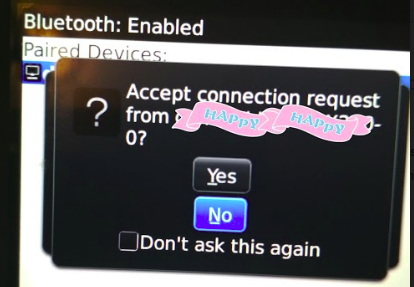 Bluetooth: Enabled
Paired Devices:
Accept connection request
from HAPPY HAPPY -
0?
?
Yes
No
Don't ask this again